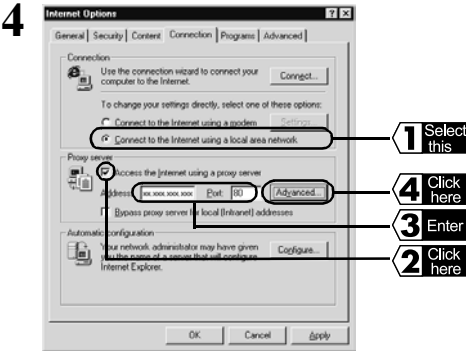 4
Internet Options
General Security Content Connection Programs Advanced
Connection
Use the connection wizard to connect your
computer to the Internet.
Connect...
To change your settings directly, select one of these options:
Connect to the Internet using a modem
Settings...
Connect to the Internet using a local area network
1 Select
this
Proxy server
Access the Internet using a proxy server
Address: xx.xxx.xxx.xxx Port: 80 Advanced...
4 Click
here
Bypass proxy server for local (Intranet) addresses
3 Enter
Automatic configuration
Your network administrator may have given
you the name of a server that will configure
Internet Explorer.
Configure...
2 Click
here
OK Cancel Apply